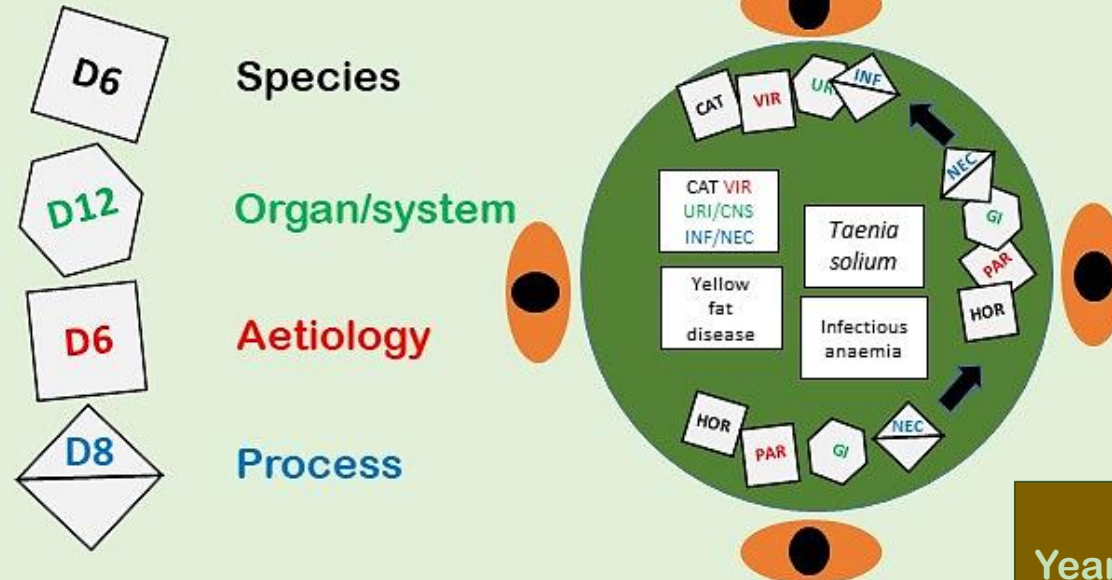 D6
Species
D12
Organ/system
D6
Aetiology
D8
Process
CAT
VIR
UR
INF
NEC
GI
PAR
HOR
CAT VIR
URI/CNS
INF/NEC
Taenia
solium
Yellow
fat
disease
Infectious
anaemia
HOR
PAR
GI
NEC
Year